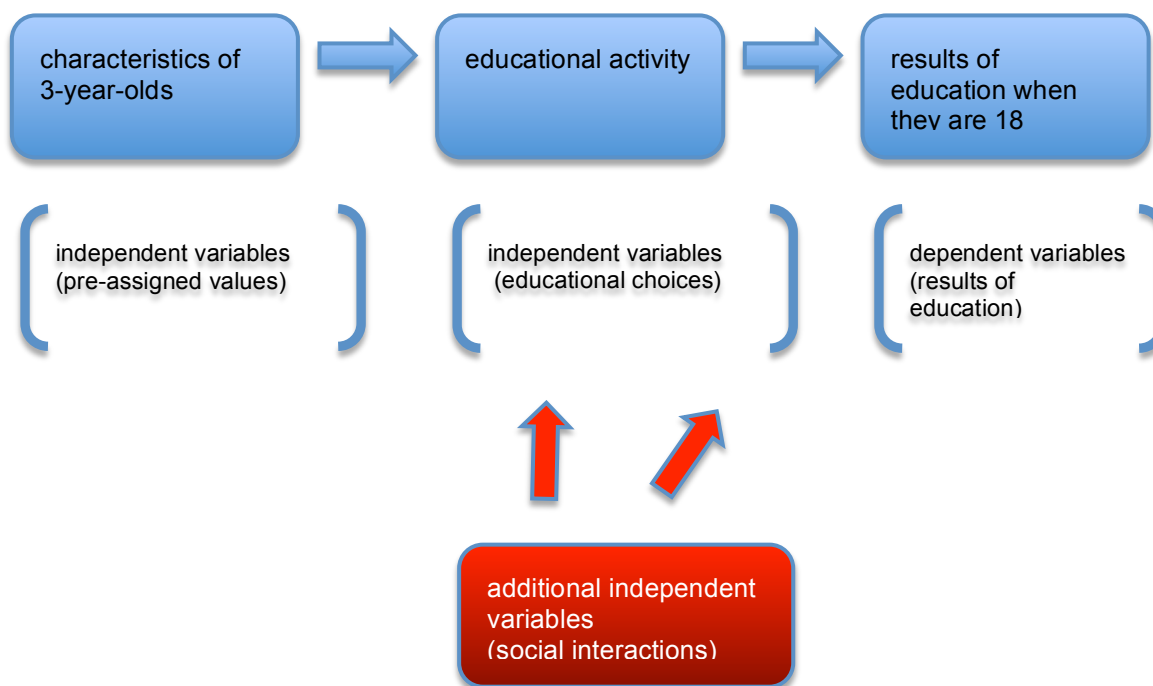 characteristics of
3-year-olds
educational activity
results of
education when
they are 18
independent variables
(pre-assigned values)
independent variables
(educational choices)
dependent variables
(results of
education)
additional independent
variables
(social interactions)